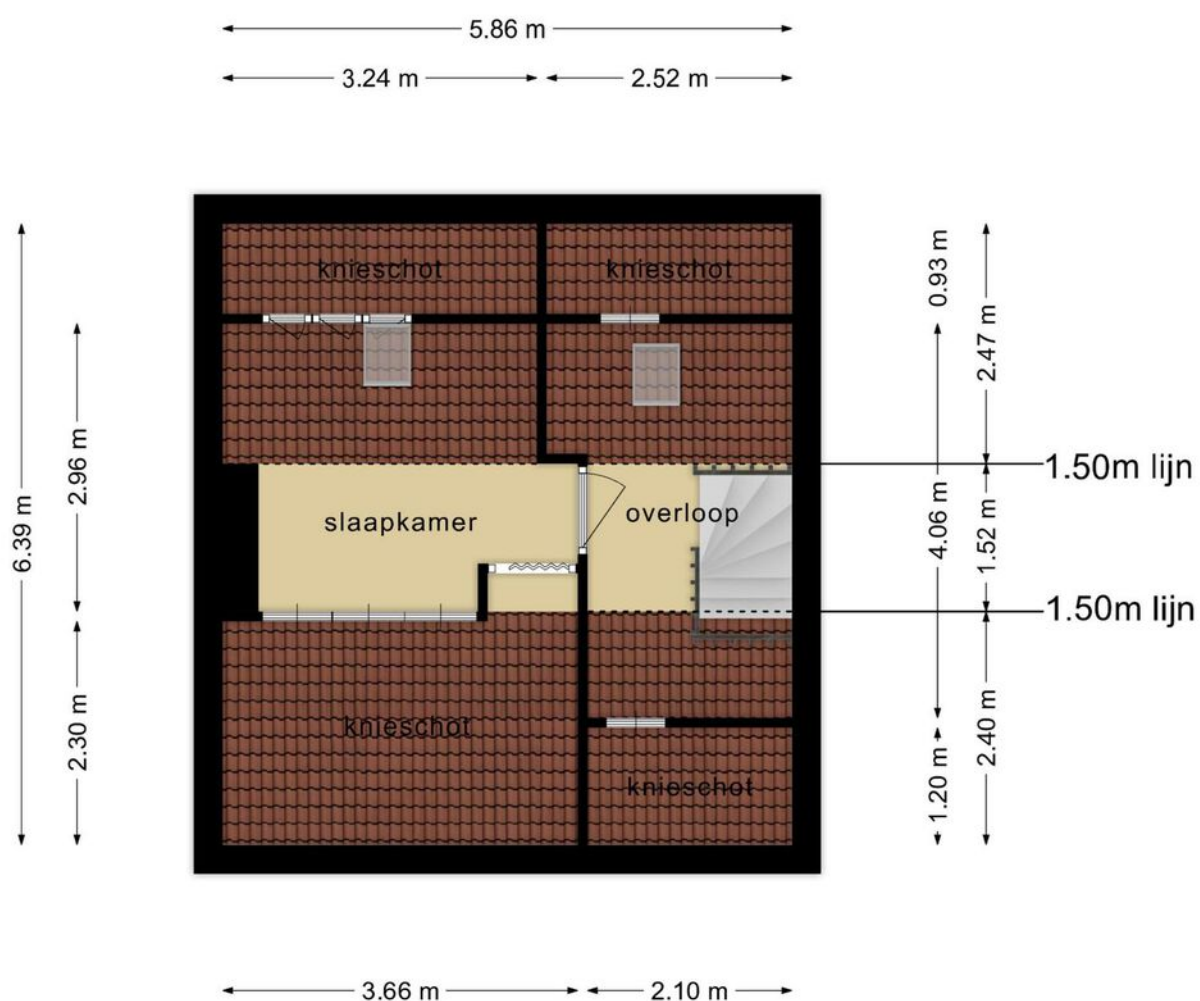 5.86 m
3.24 m
2.52 m
knieschot
knieschot
0.93 m
2.47 m
6.39 m
2.96 m
1.50m lijn
slaapkamer
overloop
4.06 m
1.52 m
1.50m lijn
2.30 m
knieschot
knieschot
1.20 m
2.40 m
3.66 m
2.10 m